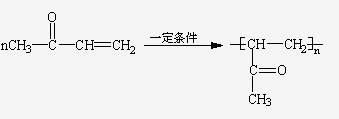 O
nCH₃—C—CH=CH₂ 一定条件 —[CH—CH₂]ₙ—
C=O
CH₃